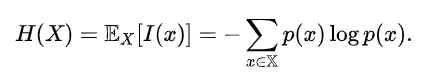 H(X) = 𝔼_X[I(x)] = − ∑_{x∈𝕏} p(x) log p(x).